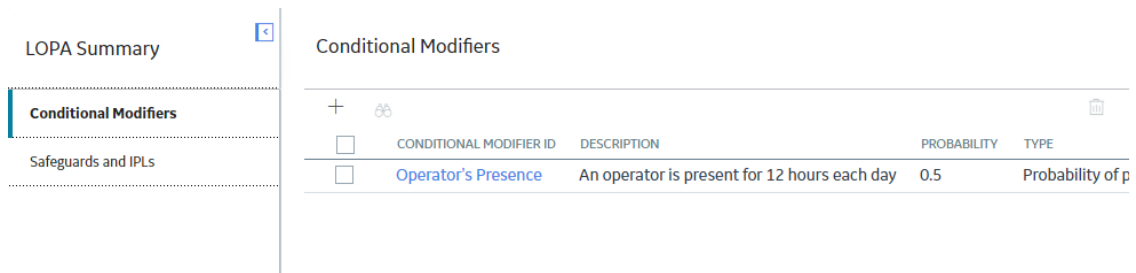 LOPA Summary
Conditional Modifiers
Safeguards and IPLs
Conditional Modifiers
CONDITIONAL MODIFIER ID DESCRIPTION PROBABILITY TYPE
Operator's Presence An operator is present for 12 hours each day 0.5 Probability of p